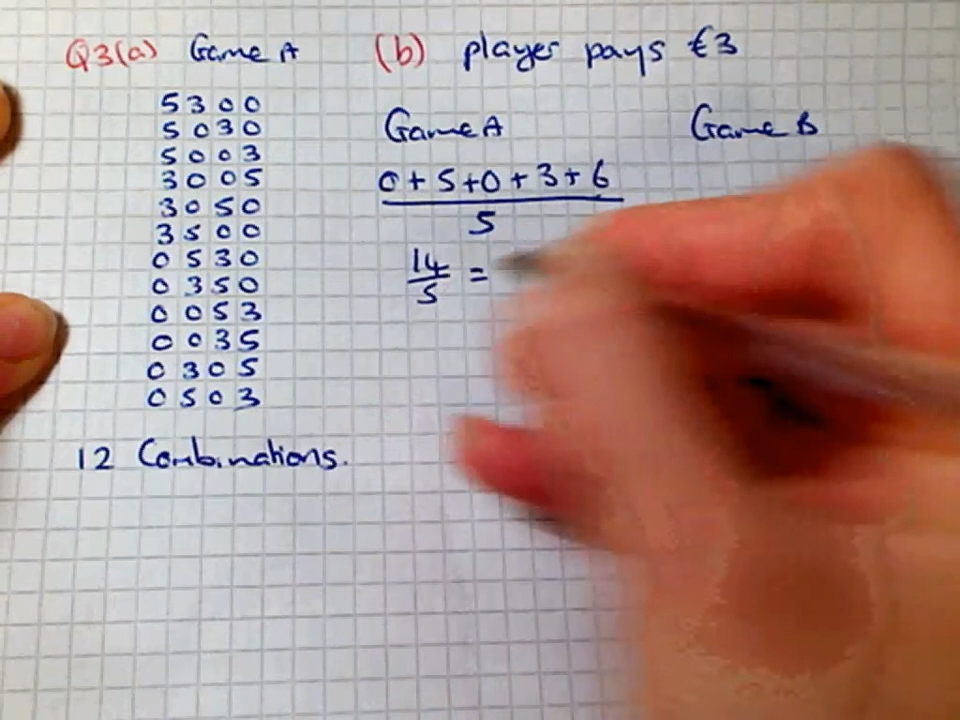 Q3(a) Game A
5 3 0 0
5 0 3 0
5 0 0 3
3 0 0 5
3 0 5 0
3 5 0 0
0 5 3 0
0 3 5 0
0 0 5 3
0 0 3 5
0 3 0 5
0 5 0 3
12 Combinations.
(b) player pays €3
Game A
0 + 5 + 0 + 3 + 6
5
14
5
=
Game B